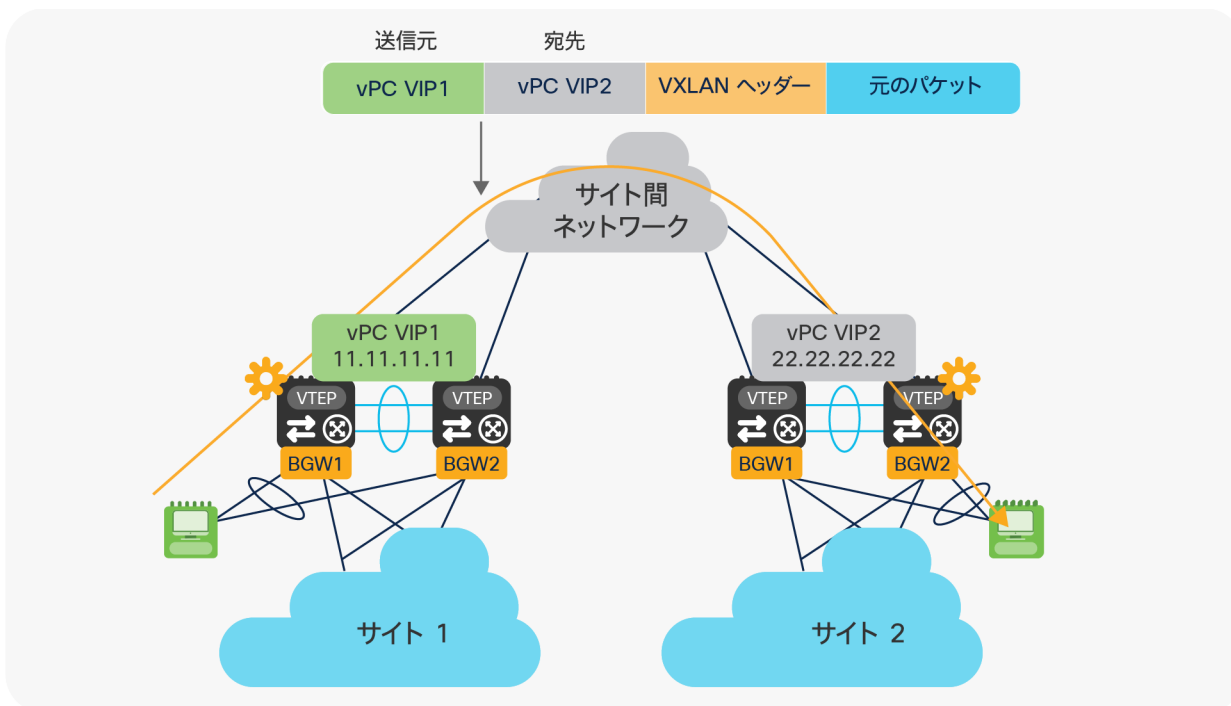 送信元
宛先
vPC VIP1
vPC VIP2
VXLAN ヘッダー
元のパケット
サイト間
ネットワーク
vPC VIP1
11.11.11.11
vPC VIP2
22.22.22.22
VTEP
VTEP
VTEP
VTEP
BGW1
BGW2
BGW1
BGW2
サイト 1
サイト 2